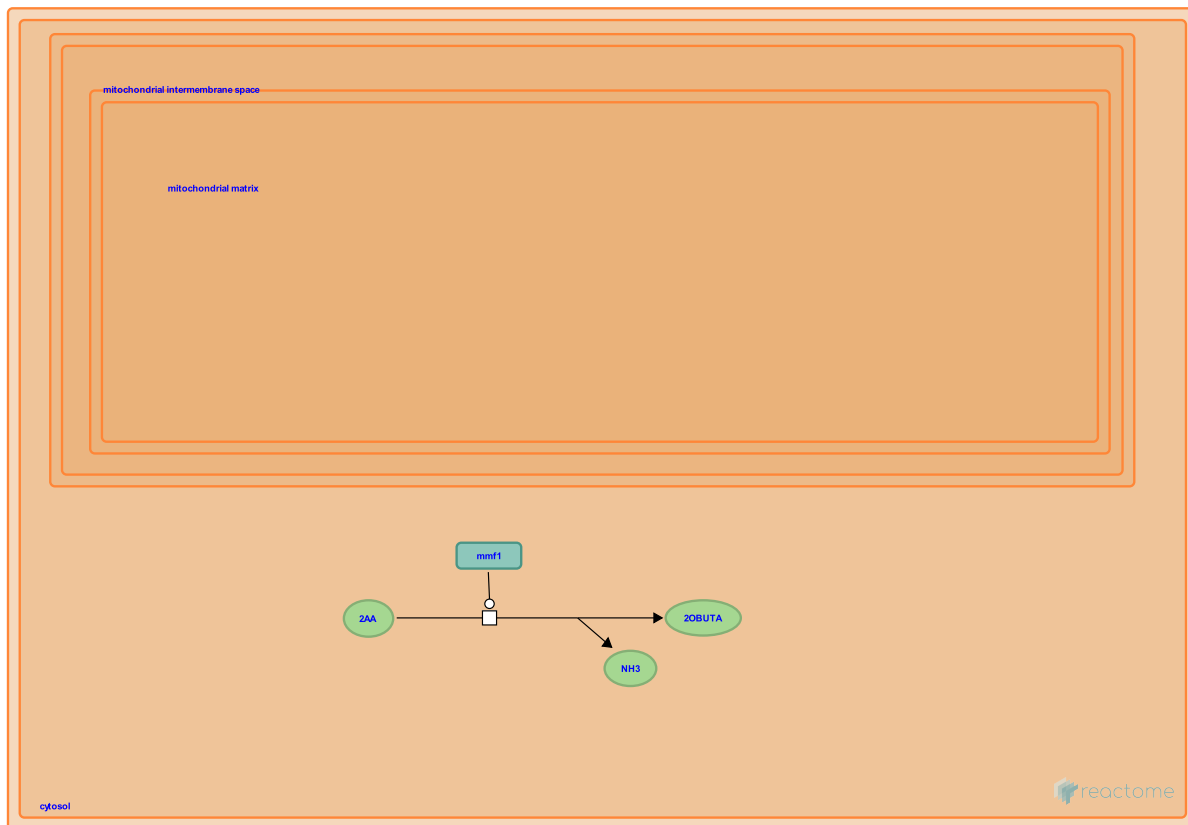 mitochondrial intermembrane space
mitochondrial matrix
mmf1
2AA
2OBUTA
NH3
cytosol
reactome